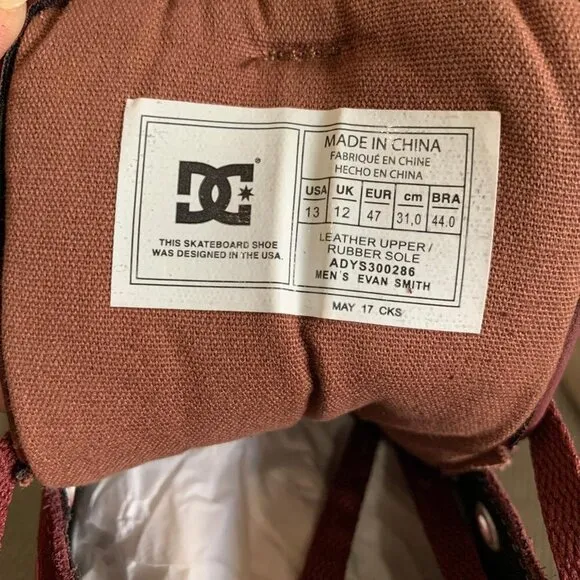 DC®
THIS SKATEBOARD SHOE
WAS DESIGNED IN THE USA.
MADE IN CHINA
FABRIQUÉ EN CHINE
HECHO EN CHINA
USA UK EUR cm BRA
13 12 47 31,0 44.0
LEATHER UPPER/
RUBBER SOLE
ADYS300286
MEN'S EVAN SMITH
MAY 17 CKS